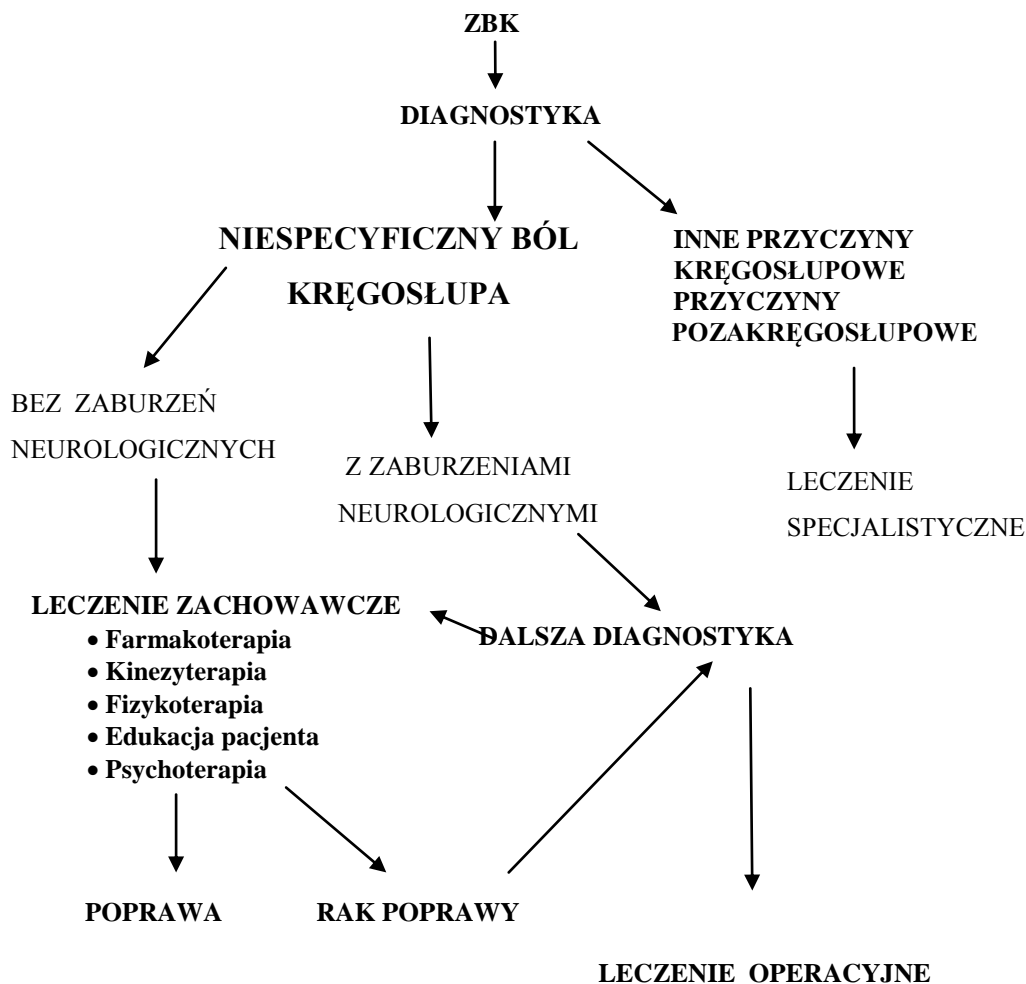 ZBK
DIAGNOSTYKA
NIESPECYFICZNY BÓL
KRĘGOSŁUPA
INNE PRZYCZYNY
KRĘGOSŁUPOWE
PRZYCZYNY
POZAKRĘGOSŁUPOWE
BEZ ZABURZEŃ
NEUROLOGICZNYCH
Z ZABURZENIAMI
NEUROLOGICZNYMI
LECZENIE
SPECJALISTYCZNE
LECZENIE ZACHOWAWCZE
• Farmakoterapia
• Kinezyterapia
• Fizykoterapia
• Edukacja pacjenta
• Psychoterapia
DALSZA DIAGNOSTYKA
POPRAWA
RAK POPRAWY
LECZENIE OPERACYJNE